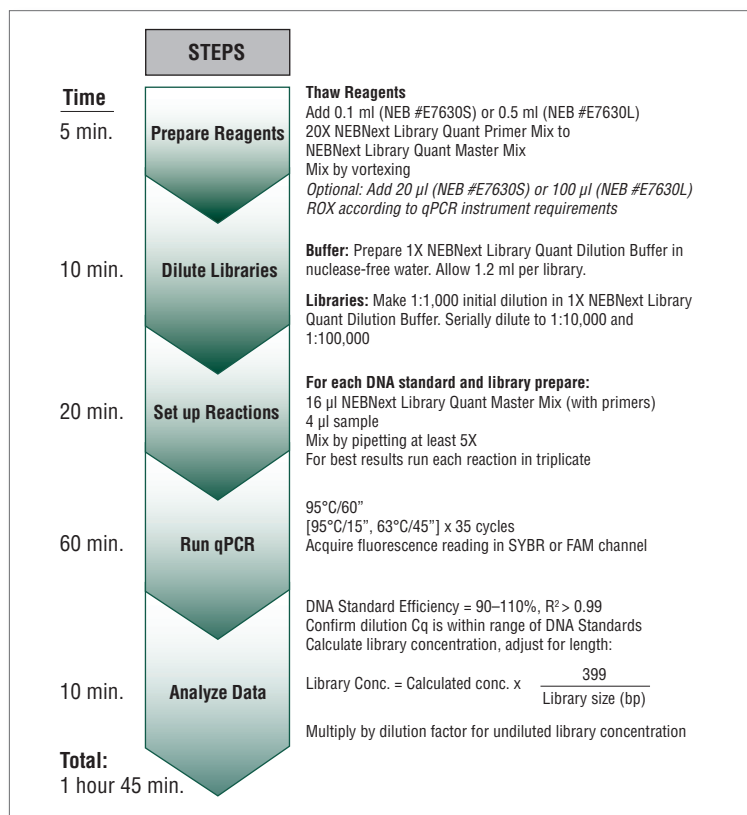 STEPS
Time
5 min.
Prepare Reagents
Thaw Reagents
Add 0.1 ml (NEB #E7630S) or 0.5 ml (NEB #E7630L)
20X NEBNext Library Quant Primer Mix to
NEBNext Library Quant Master Mix
Mix by vortexing
Optional: Add 20 µl (NEB #E7630S) or 100 µl (NEB #E7630L)
ROX according to qPCR instrument requirements
10 min.
Dilute Libraries
Buffer: Prepare 1X NEBNext Library Quant Dilution Buffer in
nuclease-free water. Allow 1.2 ml per library.
Libraries: Make 1:1,000 initial dilution in 1X NEBNext Library
Quant Dilution Buffer. Serially dilute to 1:10,000 and
1:100,000
20 min.
Set up Reactions
For each DNA standard and library prepare:
16 µl NEBNext Library Quant Master Mix (with primers)
4 µl sample
Mix by pipetting at least 5X
For best results run each reaction in triplicate
60 min.
Run qPCR
95°C/60”
[95°C/15”, 63°C/45”] x 35 cycles
Acquire fluorescence reading in SYBR or FAM channel
10 min.
Analyze Data
DNA Standard Efficiency = 90–110%, R² > 0.99
Confirm dilution Cq is within range of DNA Standards
Calculate library concentration, adjust for length:
Library Conc. = Calculated conc. x 399
Library size (bp)
Multiply by dilution factor for undiluted library concentration
Total:
1 hour 45 min.